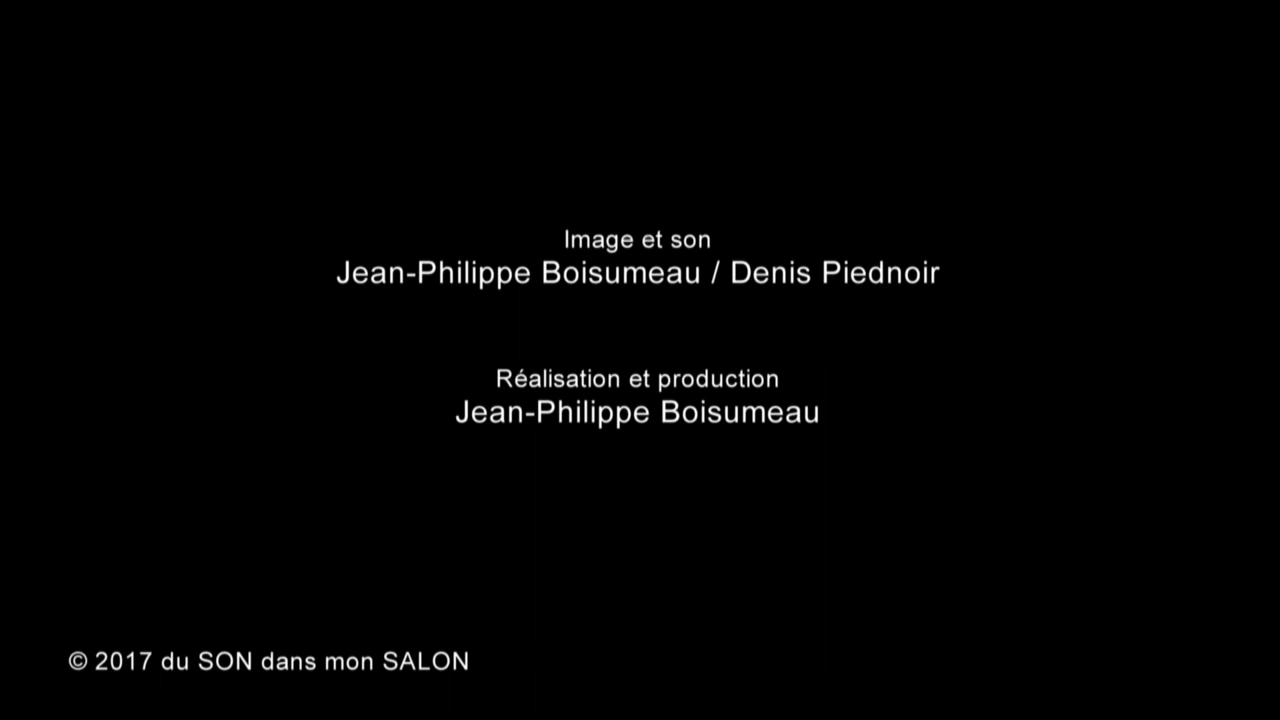 Image et son
Jean-Philippe Boisumeau / Denis Piednoir
Réalisation et production
Jean-Philippe Boisumeau
© 2017 du SON dans mon SALON